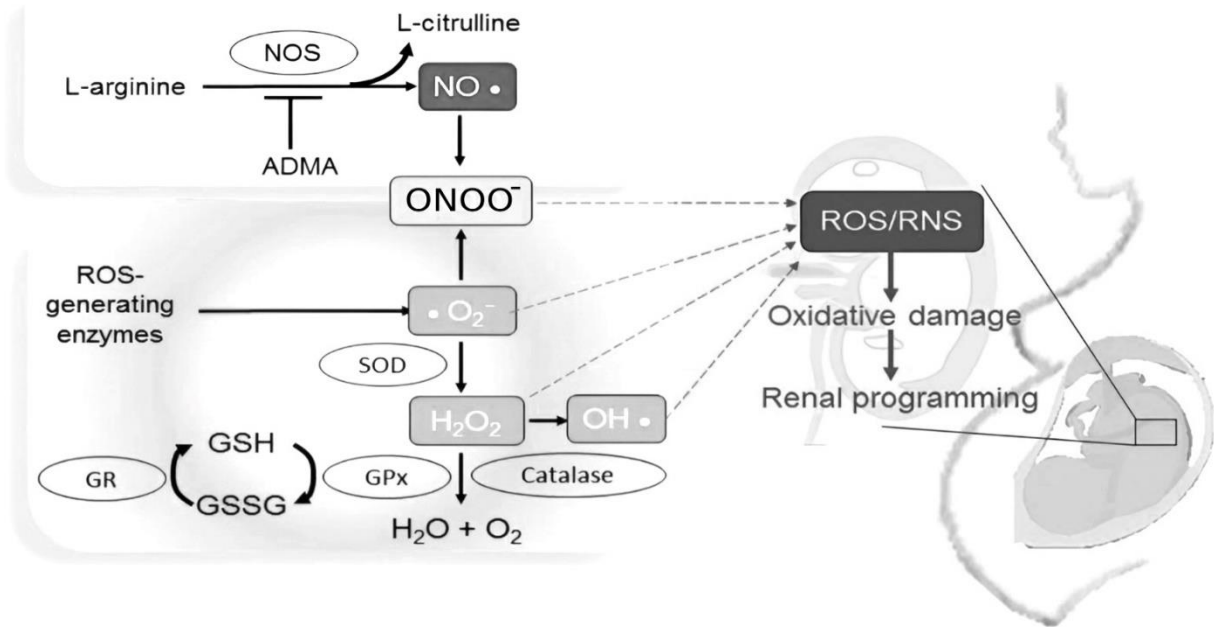 L-citrulline
NOS
L-arginine
NO •
ADMA
ONOO⁻
ROS/RNS
ROS-
generating
enzymes
• O₂⁻
Oxidative damage
SOD
Renal programming
H₂O₂
OH •
GSH
GR
GPx
Catalase
GSSG
H₂O + O₂